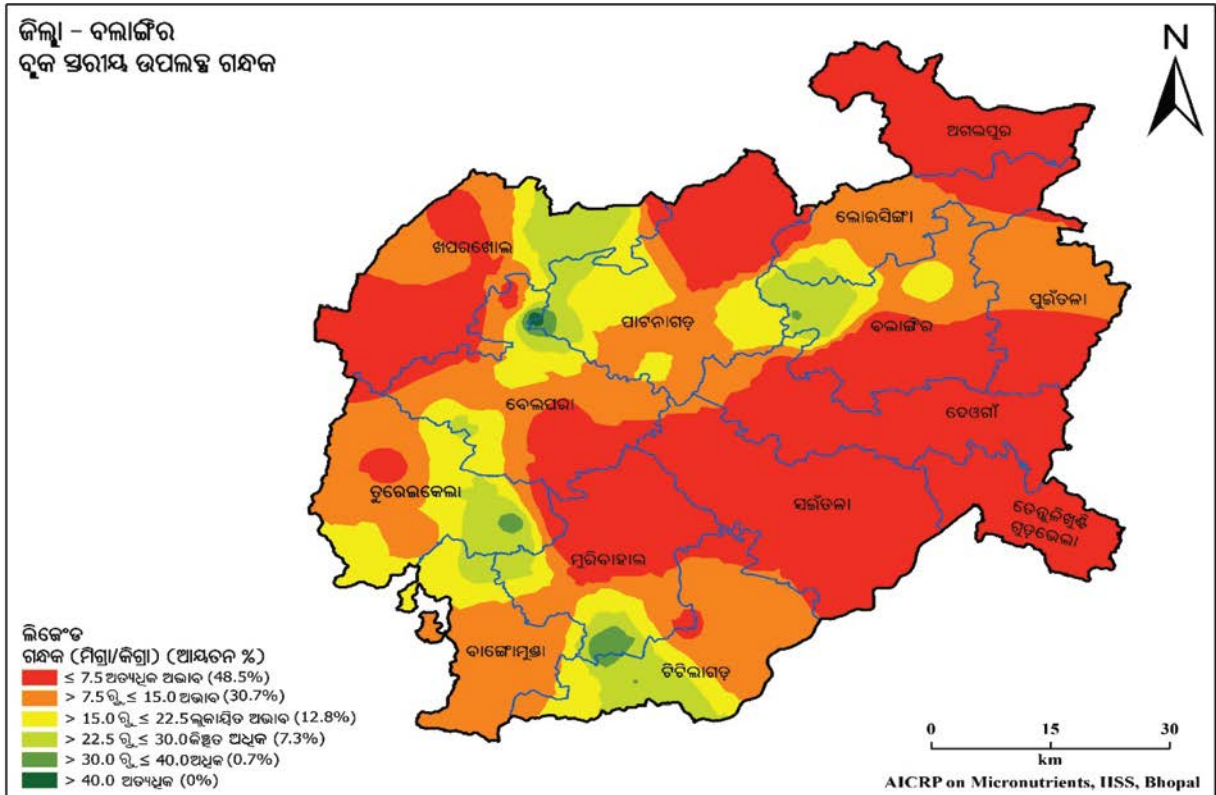 ଜିଲ୍ଲା – ବଲାଙ୍ଗିର
ବ୍ଲକ ସ୍ତରୀୟ ଉପଲବ୍ଧ ଗନ୍ଧକ
N
ଅଗଲପୁର
ଲୋଇସିଂଗା
ଖପରଖୋଲ
ପୁଇଁତଳା
ପାଟନାଗଡ଼
ବଲାଙ୍ଗିର
ବେଲପଡା
ଦେଓଗାଁ
ତୁରେଇକେଲା
ସଇଁତଳା
ତେନ୍ତୁଳିଖୁଣ୍ଟି
ଗୁଡ଼ଭେଲା
ମୁରିବାହାଲ
ବାଙ୍ଗୋମୁଣ୍ଡା
ଟିଟିଲାଗଡ଼
ଲିଜେଂଡ
ଗନ୍ଧକ (ମିଗ୍ରା/କିଗ୍ରା) (ଆୟତନ %)
≤ 7.5 ଅତ୍ୟଧିକ ଅଭାବ (48.5%)
> 7.5 ରୁ ≤ 15.0 ଅଭାବ (30.7%)
> 15.0 ରୁ ≤ 22.5 ଲୁକାୟିତ ଅଭାବ (12.8%)
> 22.5 ରୁ ≤ 30.0 କିଞ୍ଚିତ ଅଧିକ (7.3%)
> 30.0 ରୁ ≤ 40.0 ଅଧିକ (0.7%)
> 40.0 ଅତ୍ୟଧିକ (0%)
0 15 30
km
AICRP on Micronutrients, IISS, Bhopal